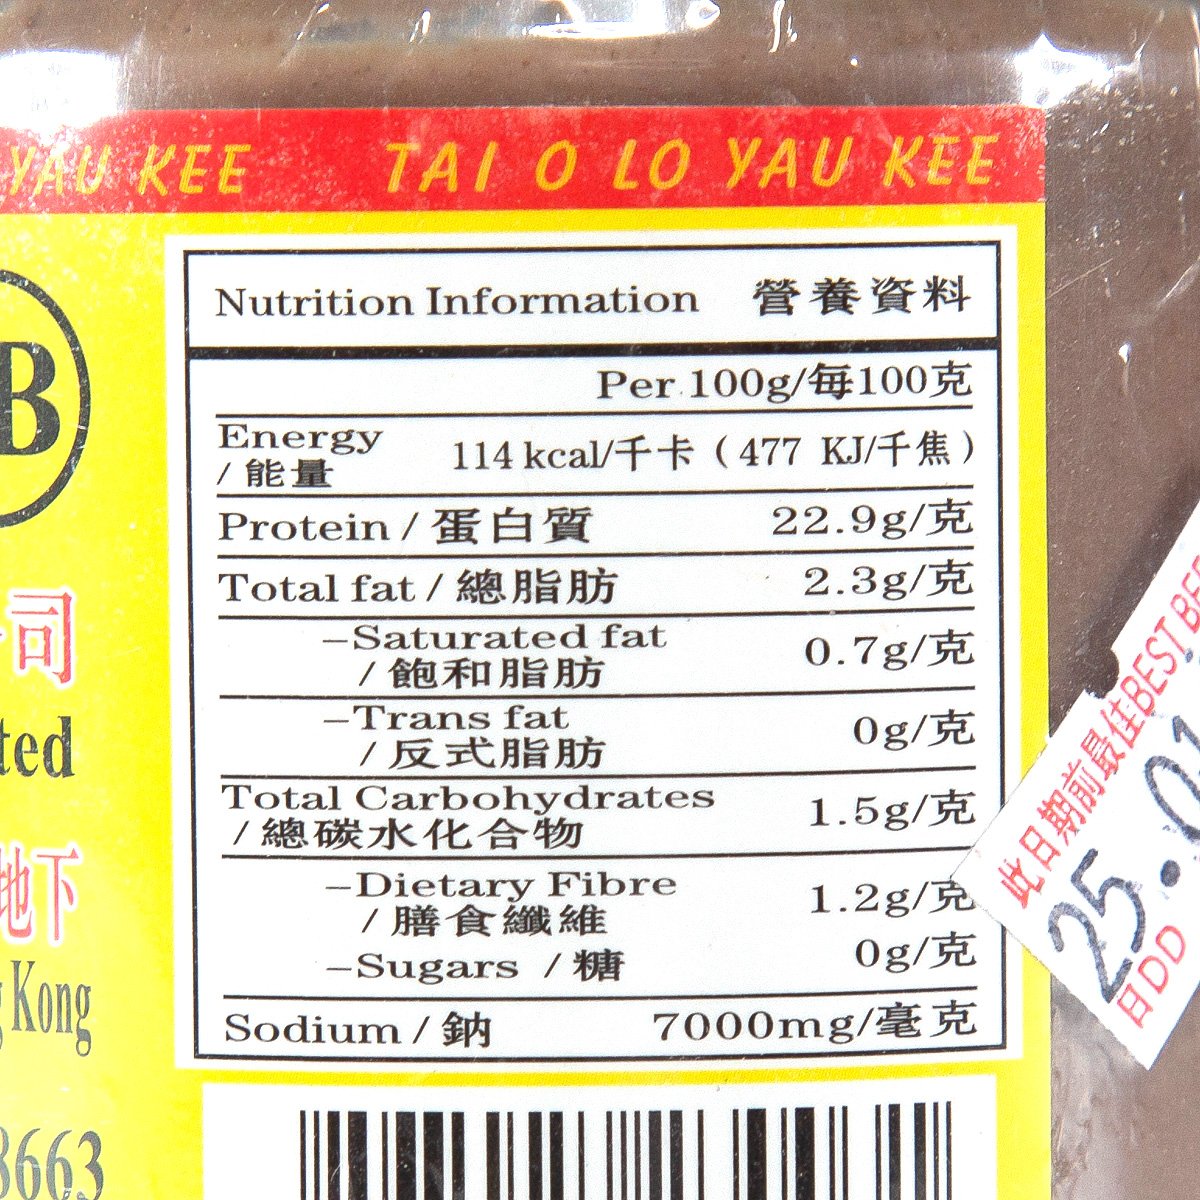 YAU KEE TAI O LO YAU KEE
B
Nutrition Information 營養資料
Per 100g/每100克
Energy
/ 能量 114 kcal/千卡 ( 477 KJ/千焦 )
Protein / 蛋白質 22.9g/克
Total fat / 總脂肪 2.3g/克
–Saturated fat
/ 飽和脂肪 0.7g/克
–Trans fat
/ 反式脂肪 0g/克
Total Carbohydrates
/ 總碳水化合物 1.5g/克
–Dietary Fibre
/ 膳食纖維 1.2g/克
–Sugars / 糖 0g/克
Sodium / 鈉 7000mg/毫克
司
ted
地下
Kong
8663
此日期前最佳BEST BEF
25.01
日DD